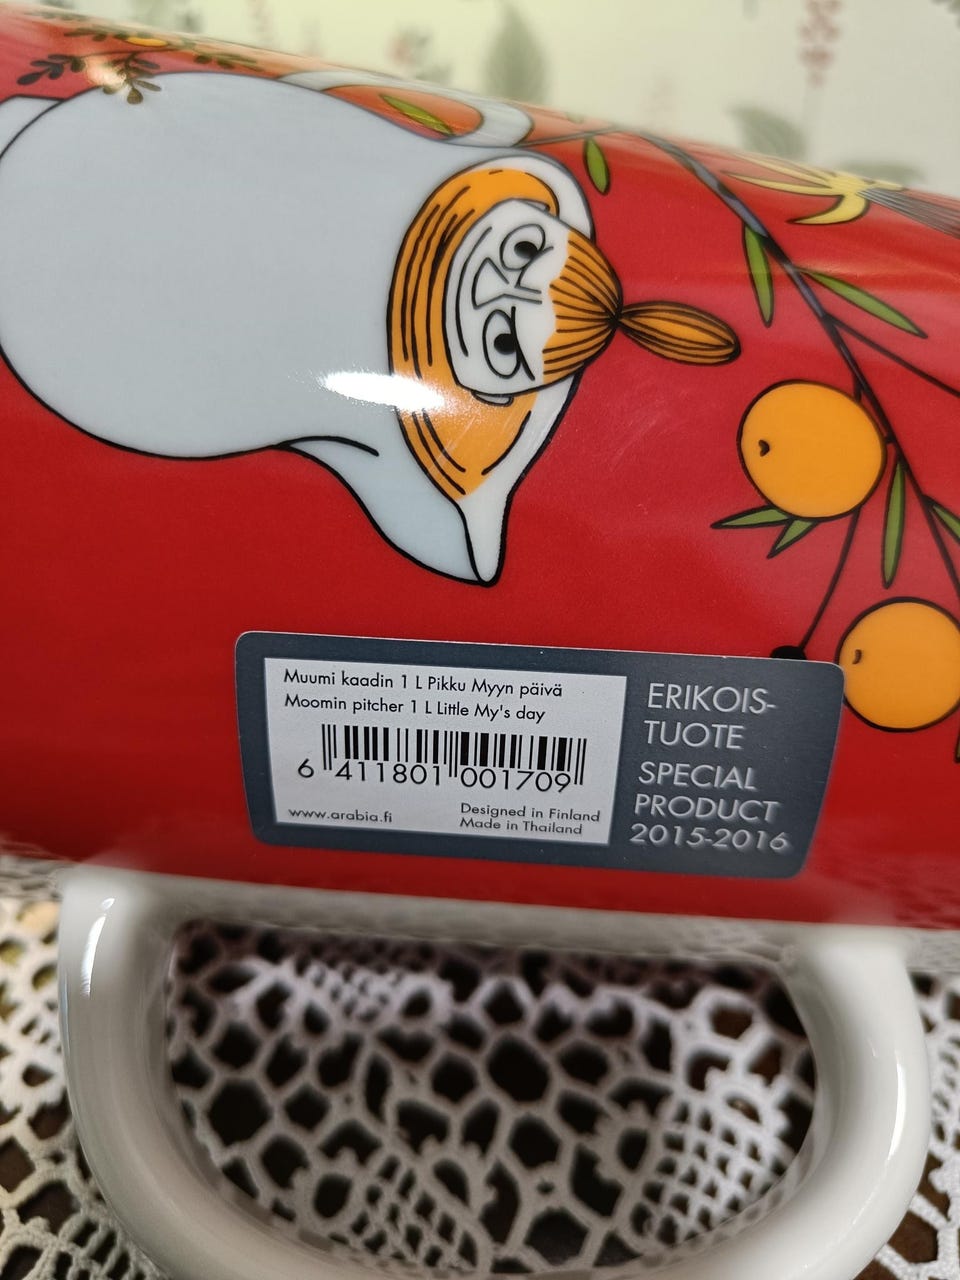 Muumi kaadin 1 L Pikku Myyn päivä
Moomin pitcher 1 L Little My's day
6 411801 001709
www.arabia.fi
Designed in Finland
Made in Thailand
ERIKOIS-
TUOTE
SPECIAL
PRODUCT
2015-2016